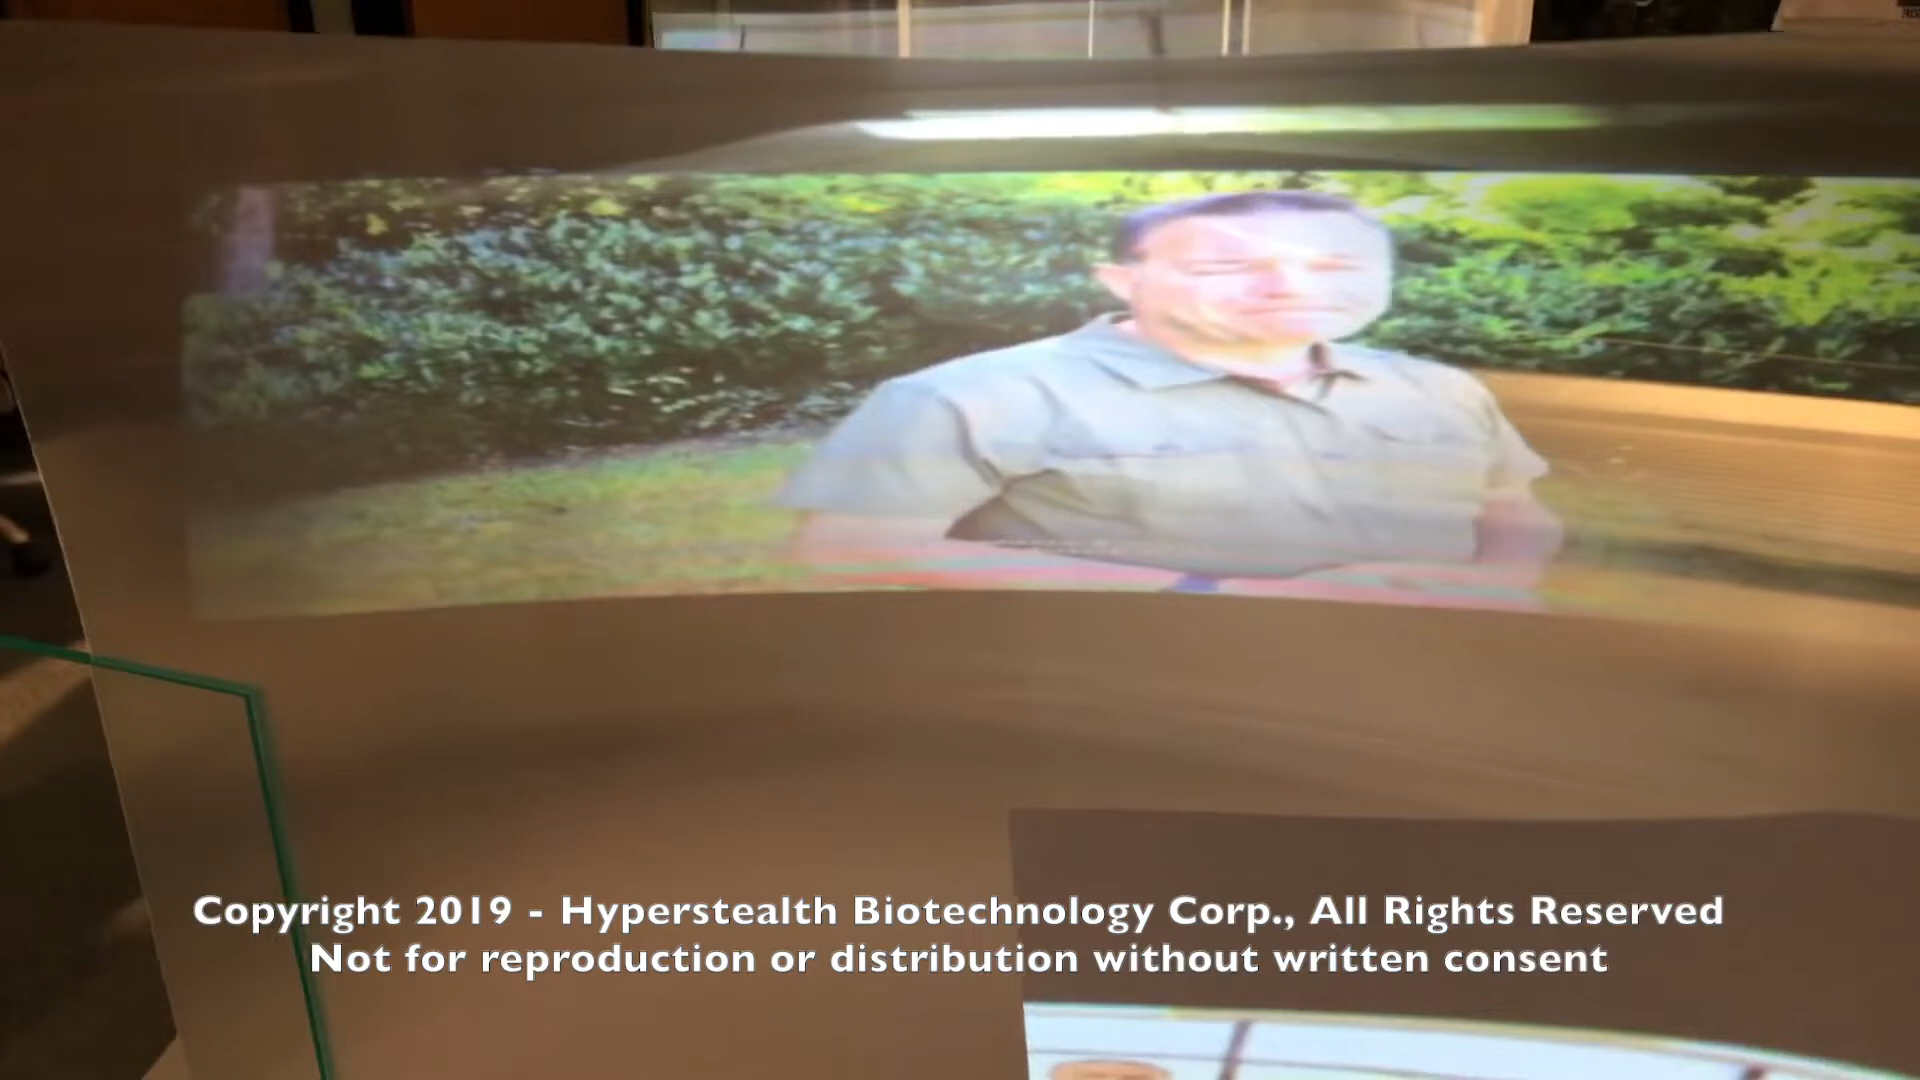 Copyright 2019 - Hyperstealth Biotechnology Corp., All Rights Reserved
Not for reproduction or distribution without written consent